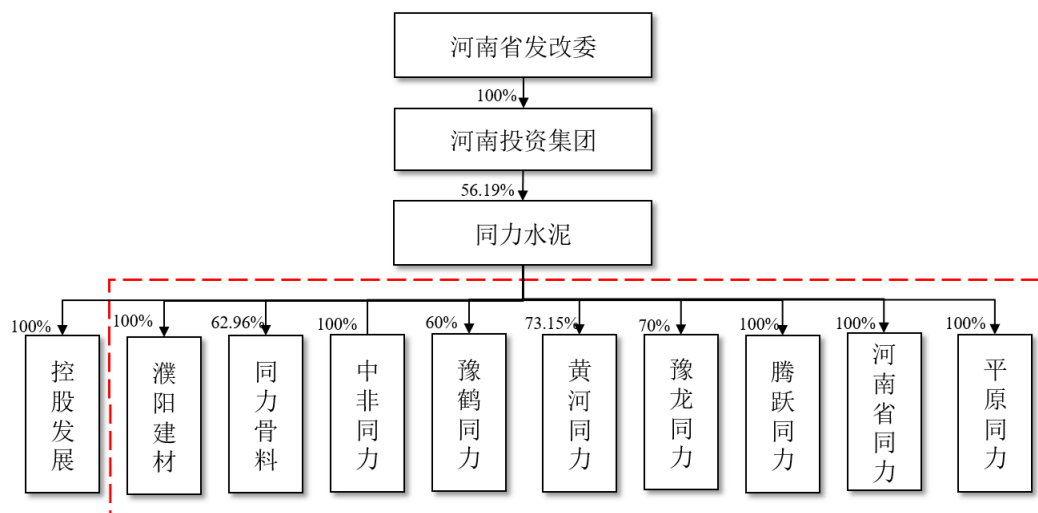 河南省发改委
100%
河南投资集团
56.19%
同力水泥
100%
100%
62.96%
100%
60%
73.15%
70%
100%
100%
100%
控股发展
濮阳建材
同力骨料
中非同力
豫鹤同力
黄河同力
豫龙同力
腾跃同力
河南省同力
平原同力